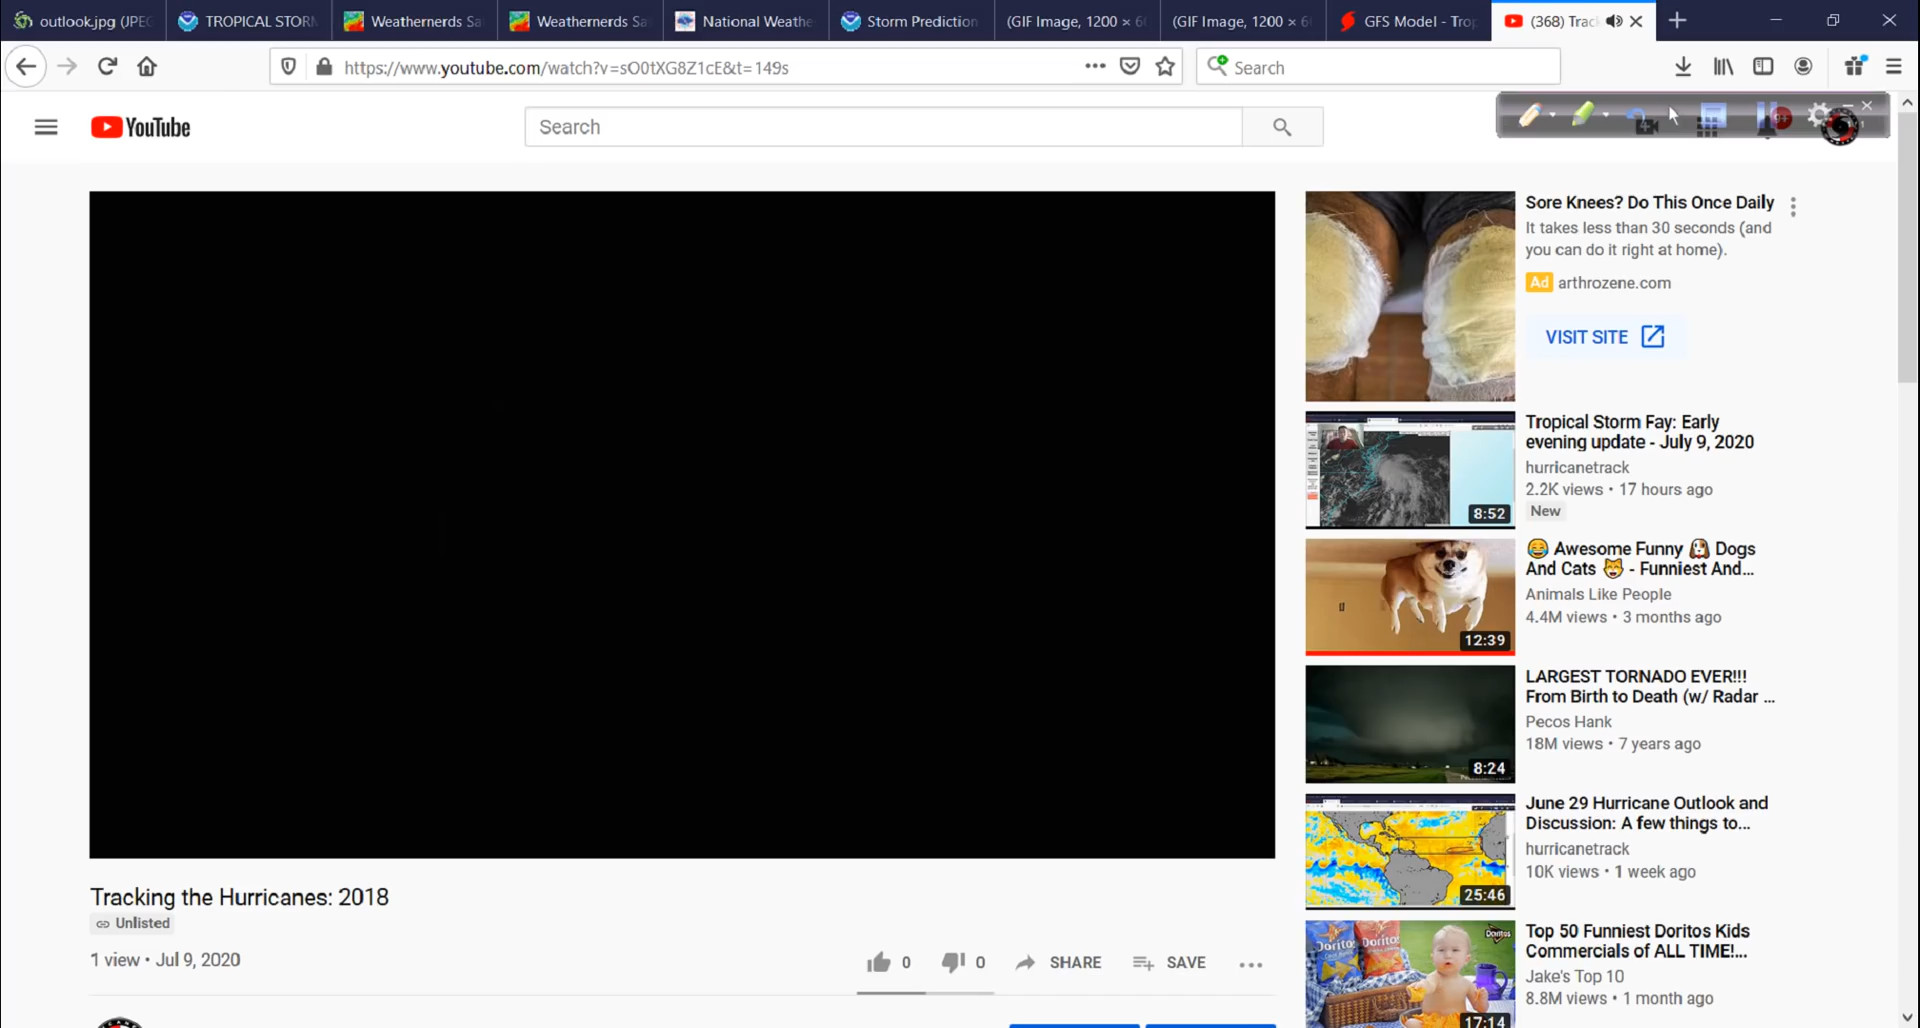 outlook.jpg (JPEG
TROPICAL STORM
Weathernerds Sa
Weathernerds Sa
National Weathe
Storm Prediction
(GIF Image, 1200 × 6
(GIF Image, 1200 × 6
GFS Model - Trop
(368) Track
https://www.youtube.com/watch?v=sO0tXG8Z1cE&t=149s
Search
YouTube
Search
9+
Sore Knees? Do This Once Daily
It takes less than 30 seconds (and
you can do it right at home).
Ad arthrozene.com
VISIT SITE
Tropical Storm Fay: Early
evening update - July 9, 2020
hurricanetrack
2.2K views • 17 hours ago
New
8:52
😂 Awesome Funny 🐶 Dogs
And Cats 😹 - Funniest And...
Animals Like People
4.4M views • 3 months ago
12:39
LARGEST TORNADO EVER!!!
From Birth to Death (w/ Radar ...
Pecos Hank
18M views • 7 years ago
8:24
June 29 Hurricane Outlook and
Discussion: A few things to...
hurricanetrack
10K views • 1 week ago
25:46
Top 50 Funniest Doritos Kids
Commercials of ALL TIME!...
Jake's Top 10
8.8M views • 1 month ago
17:14
Doritos
Doritos
Doritos
Tracking the Hurricanes: 2018
Unlisted
1 view • Jul 9, 2020
0
0
SHARE
SAVE